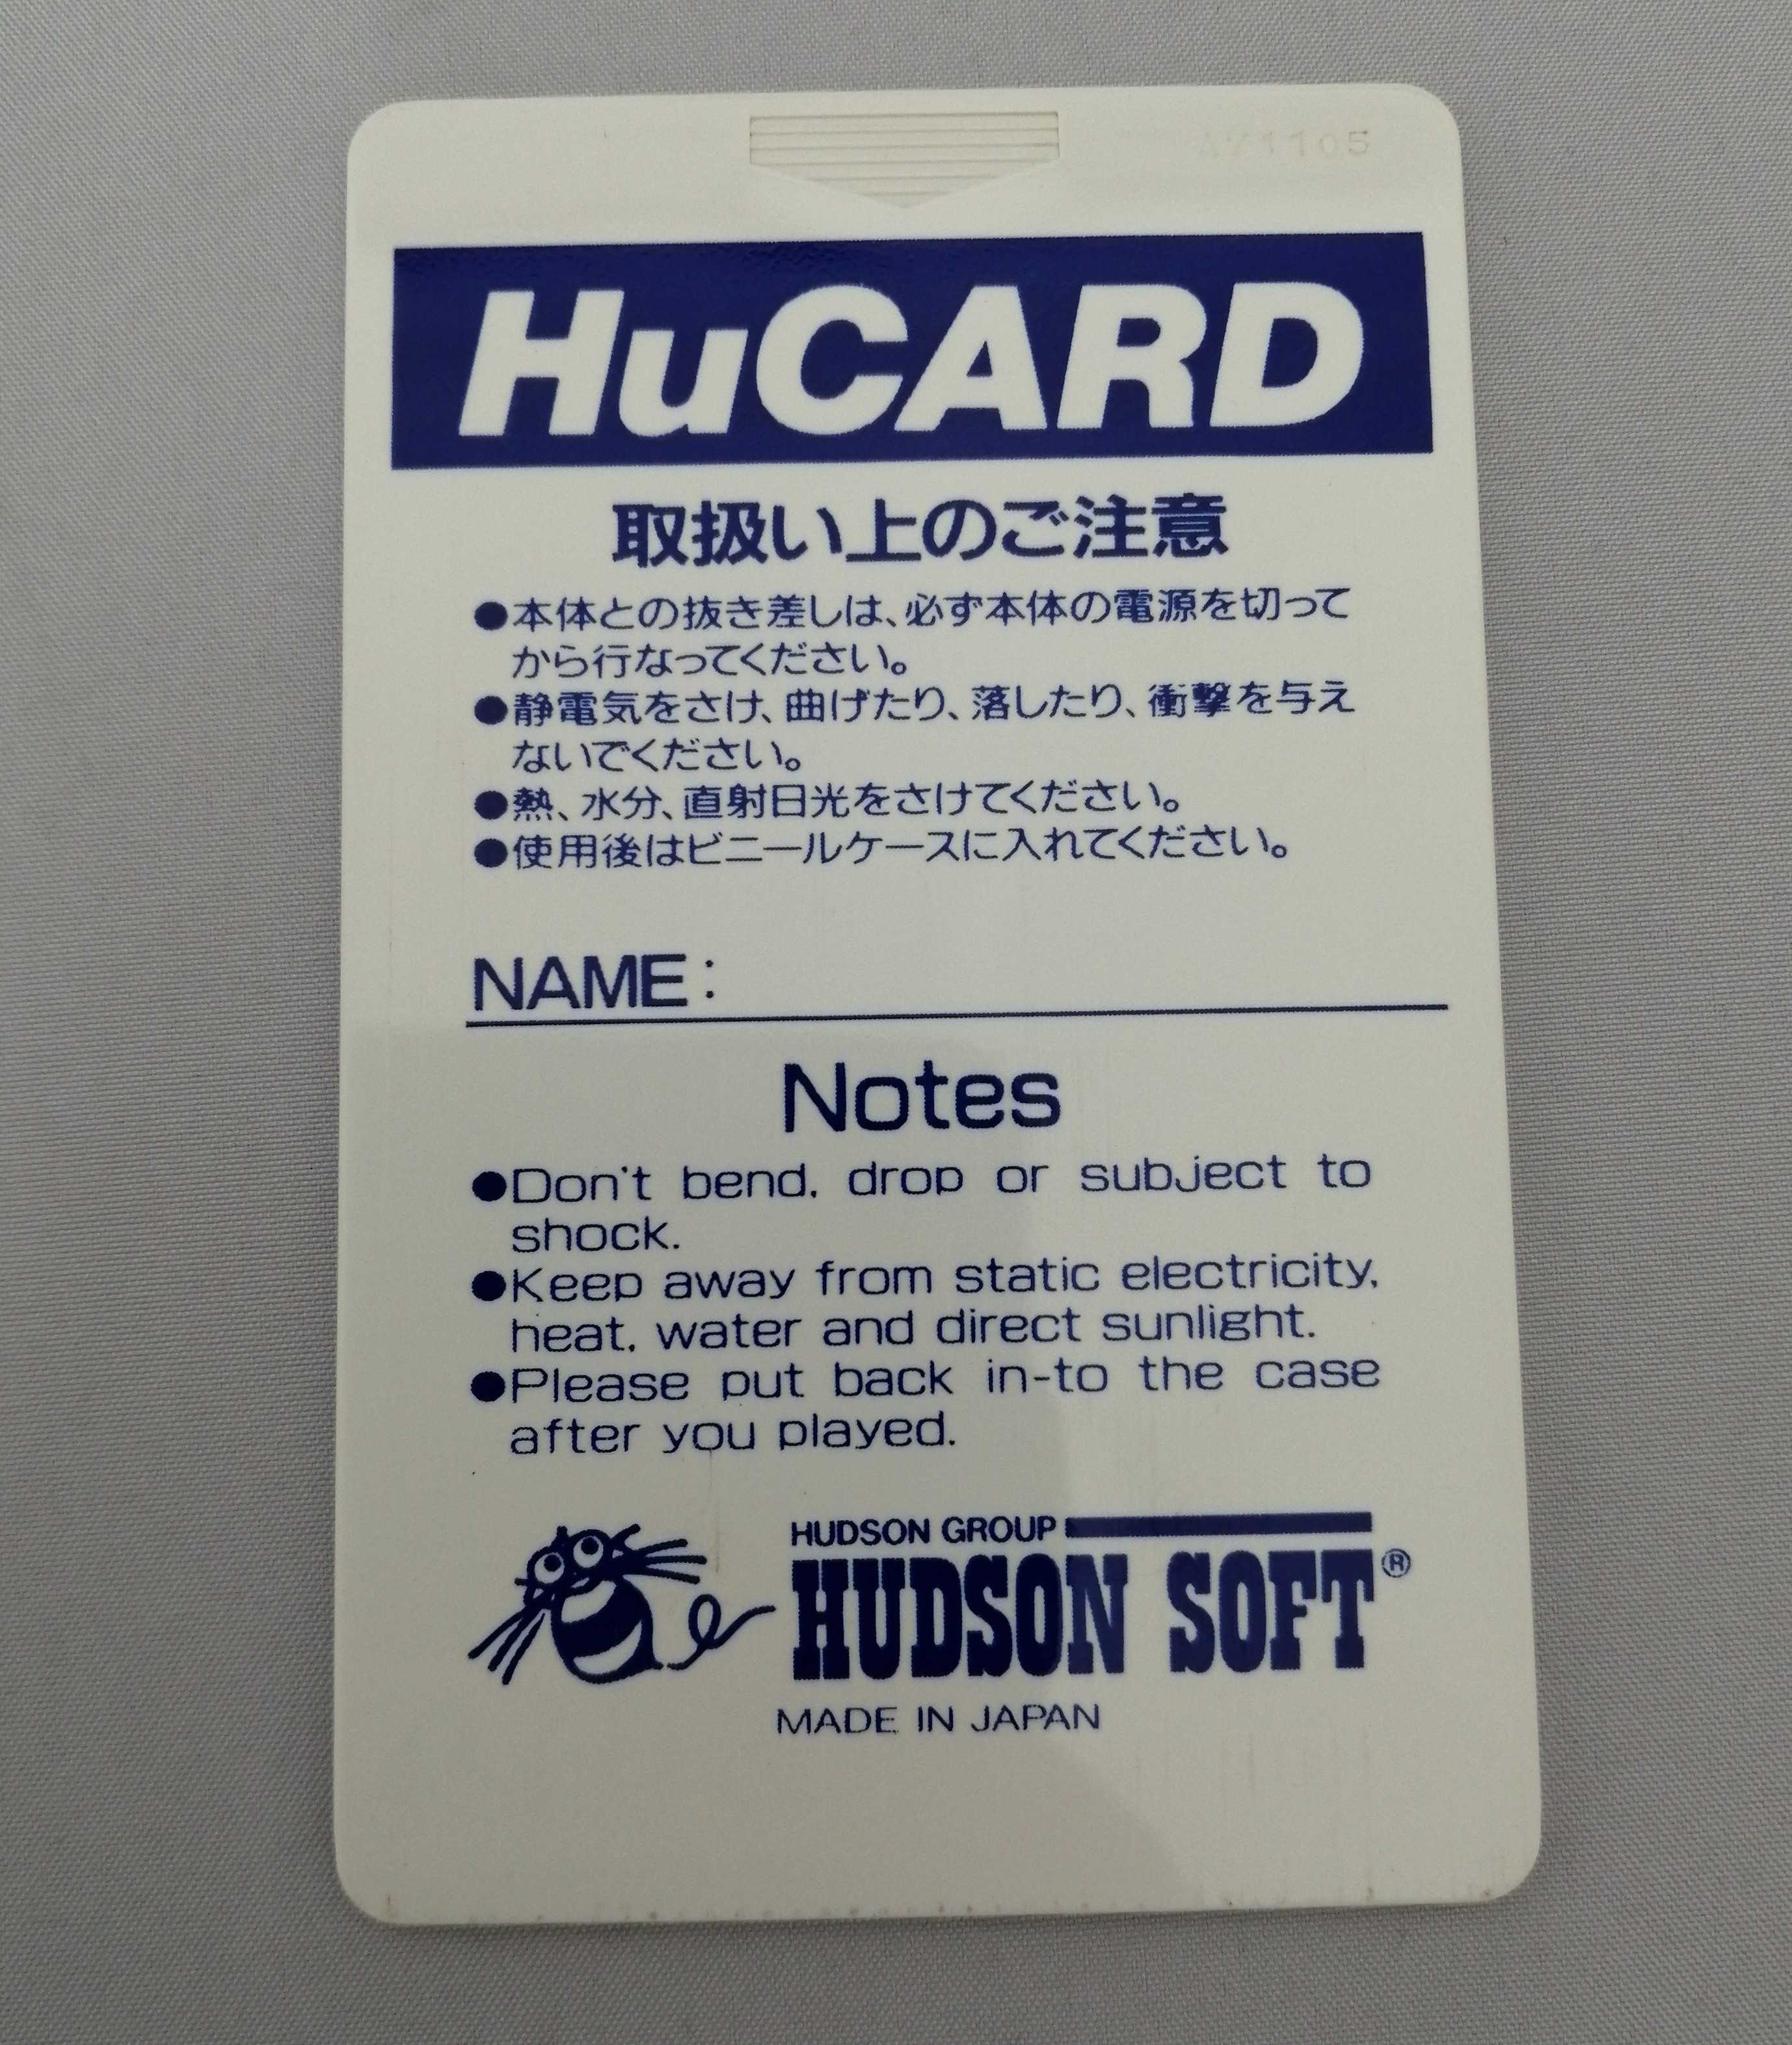 AV1105
HuCARD
取扱い上のご注意
●本体との抜き差しは、必ず本体の電源を切って
から行なってください。
●静電気をさけ、曲げたり、落したり、衝撃を与え
ないでください。
●熱、水分、直射日光をさけてください。
●使用後はビニールケースに入れてください。
NAME:
Notes
●Don't bend, drop or subject to
shock.
●Keep away from static electricity,
heat, water and direct sunlight.
●Please put back in-to the case
after you played.
HUDSON GROUP
HUDSON SOFT®
MADE IN JAPAN